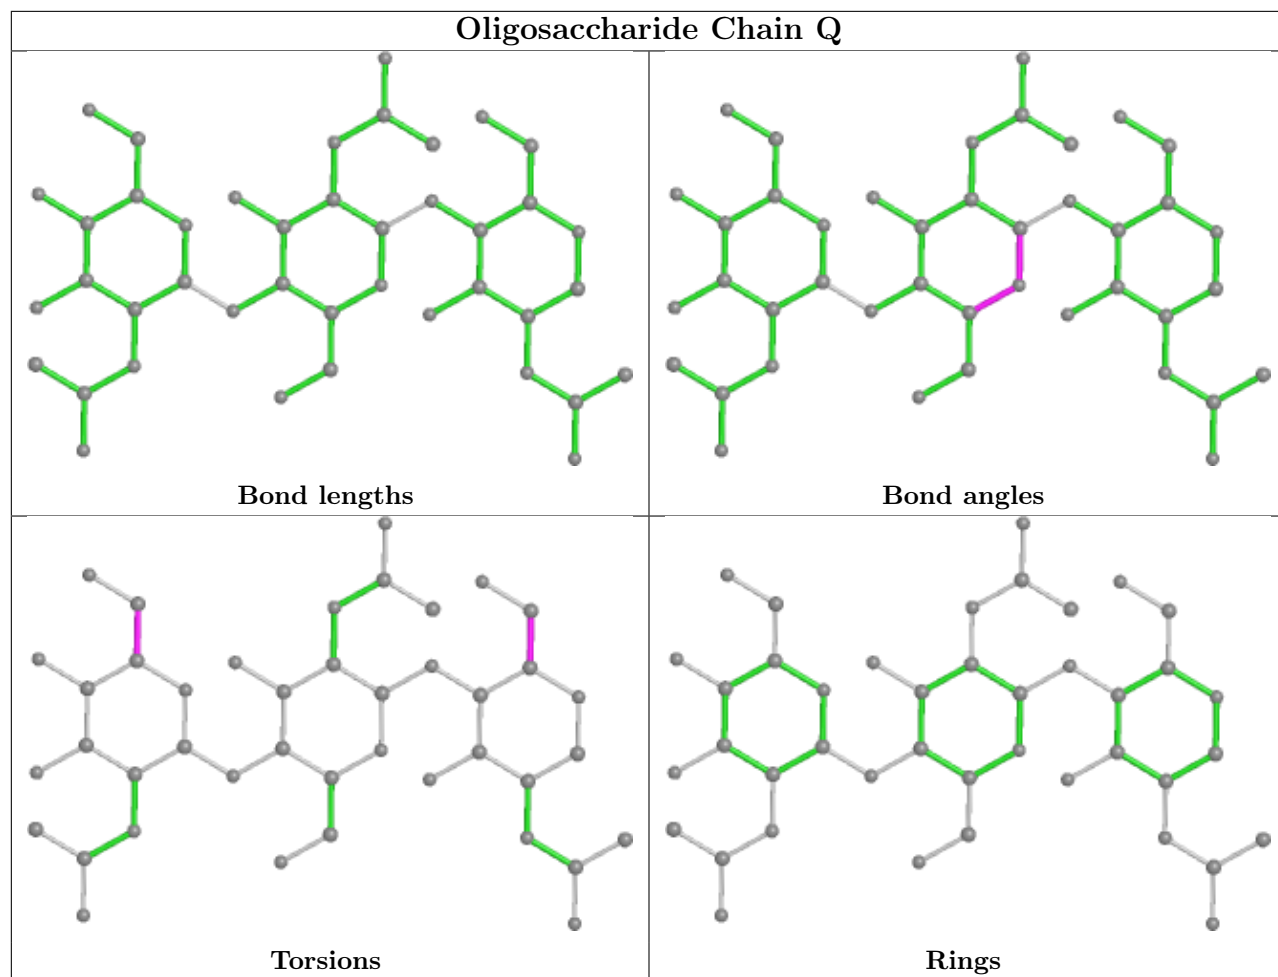 Oligosaccharide Chain Q
Bond lengths
Bond angles
Torsions
Rings